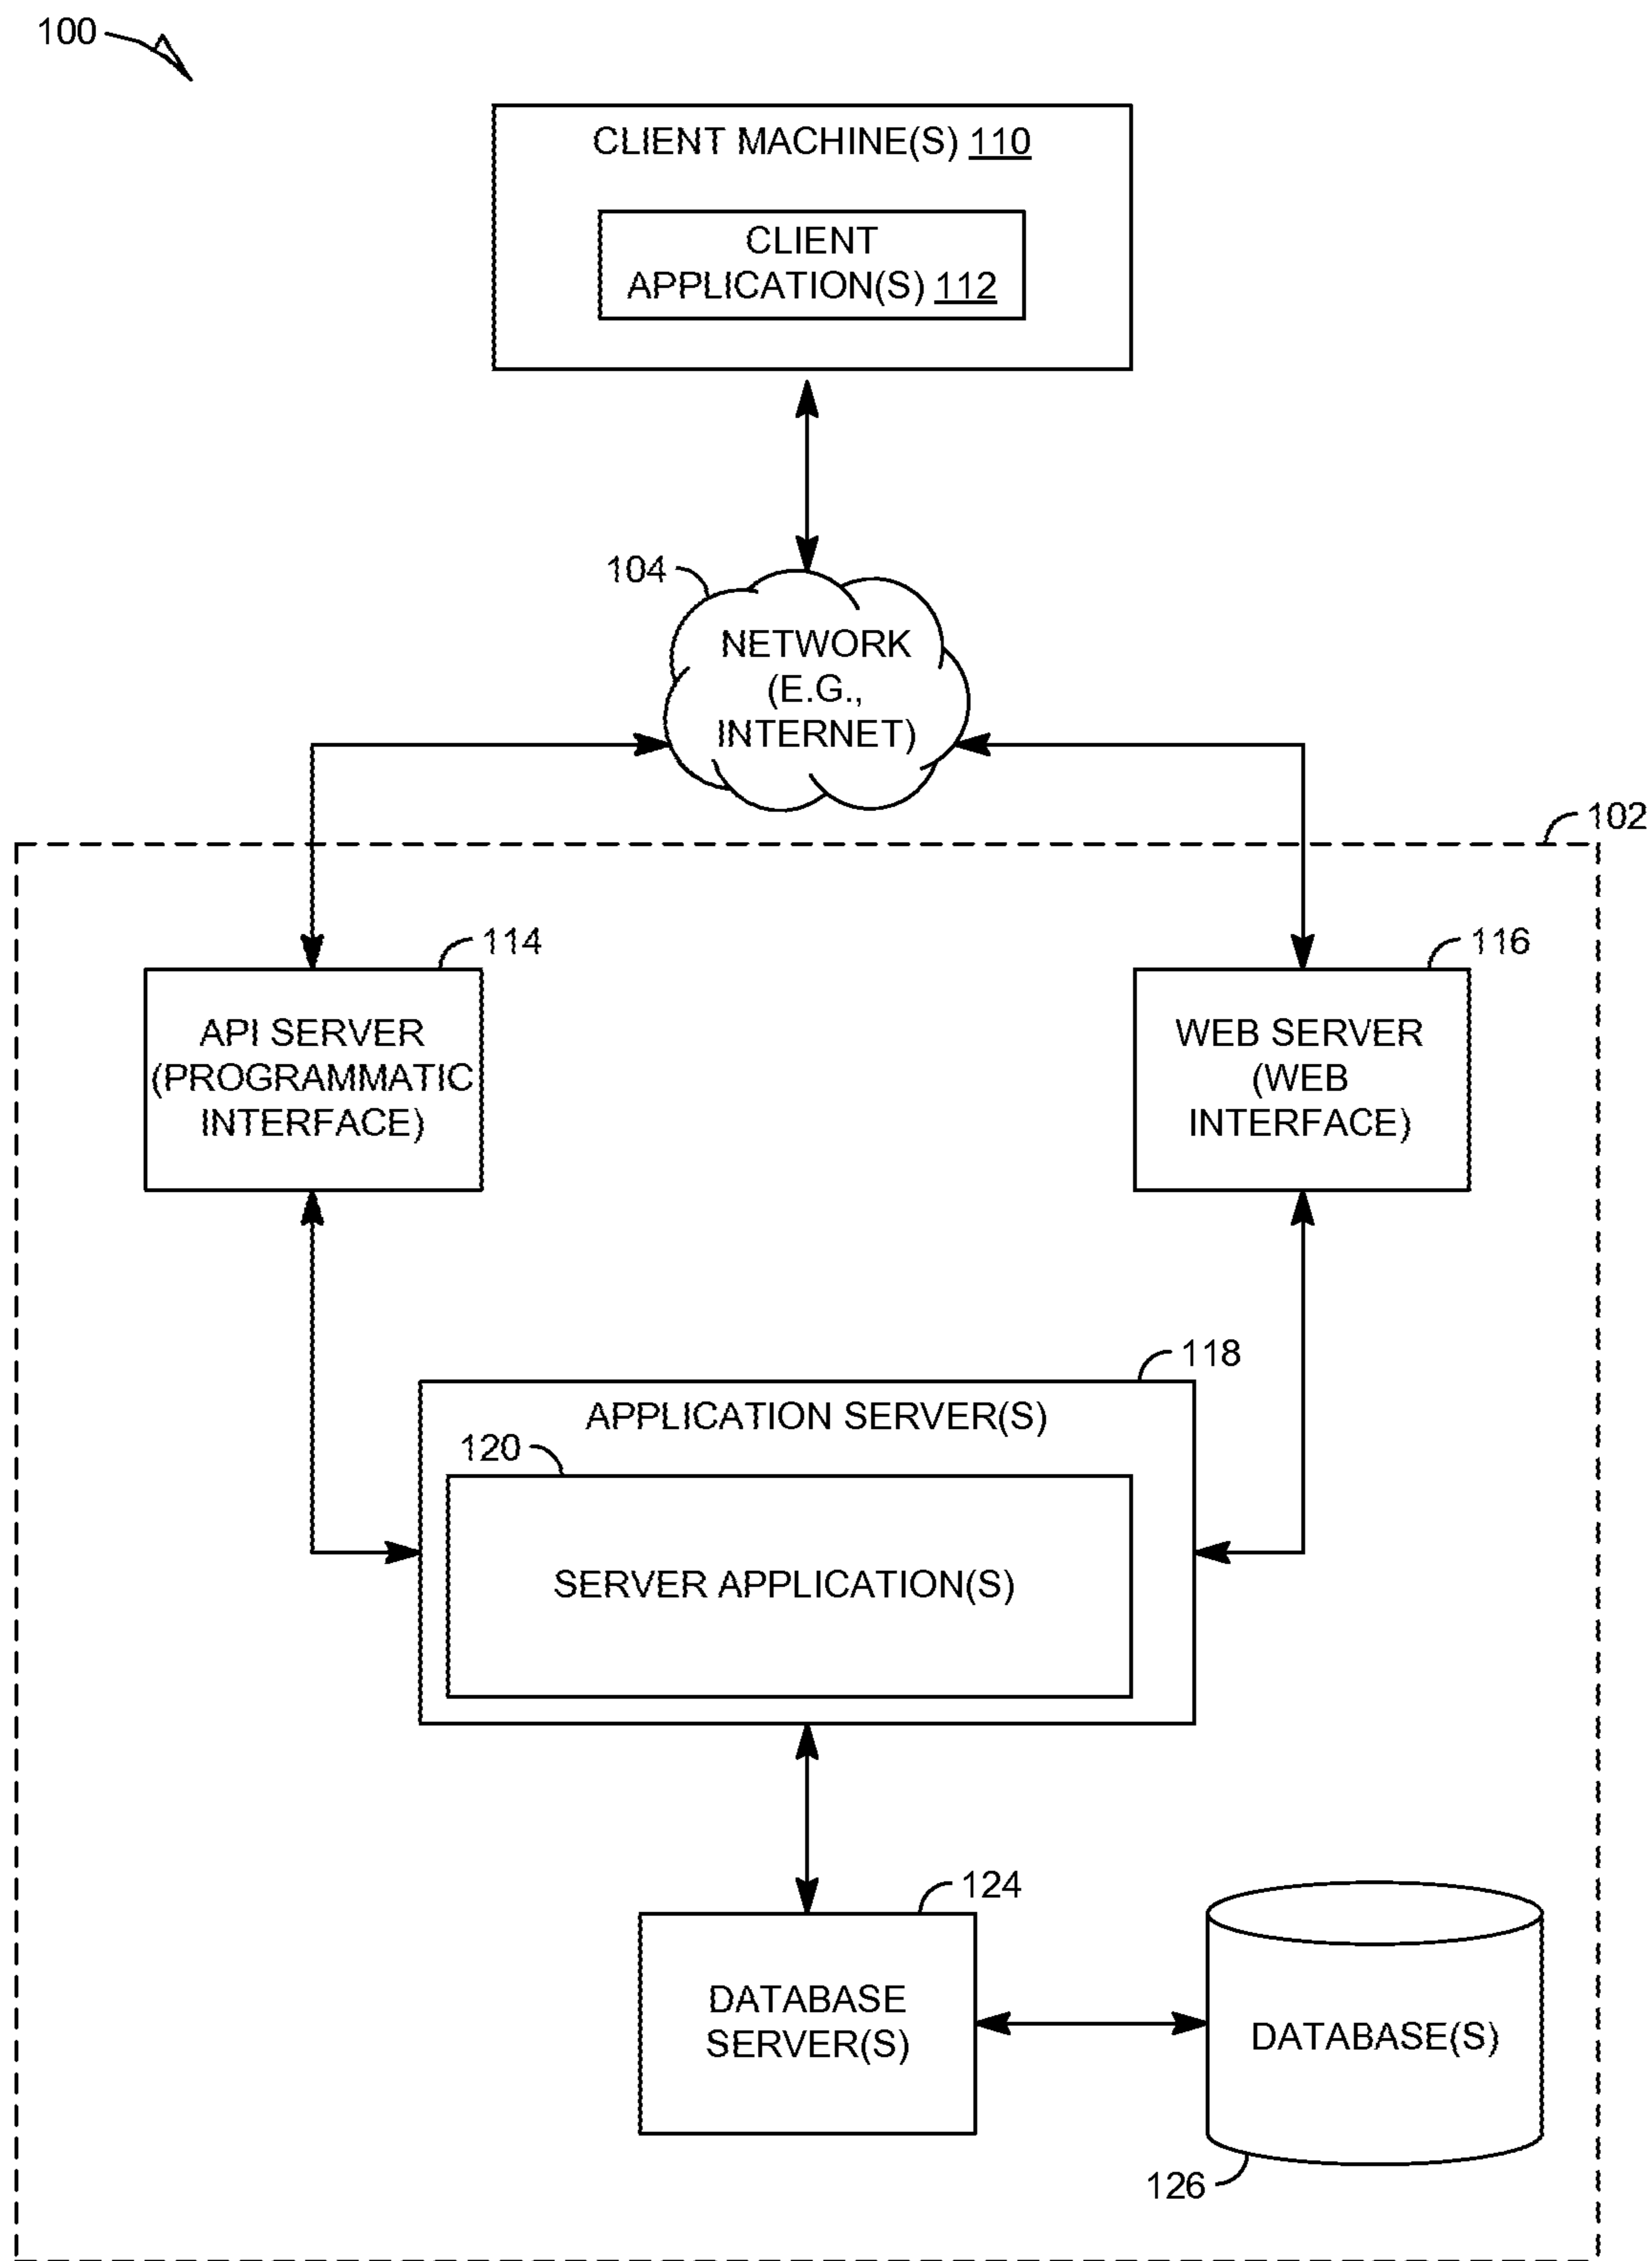 100
CLIENT MACHINE(S) 110
CLIENT
APPLICATION(S) 112
104
NETWORK
(E.G.,
INTERNET)
102
114
API SERVER
(PROGRAMMATIC
INTERFACE)
116
WEB SERVER
(WEB
INTERFACE)
118
APPLICATION SERVER(S)
120
SERVER APPLICATION(S)
124
DATABASE
SERVER(S)
DATABASE(S)
126